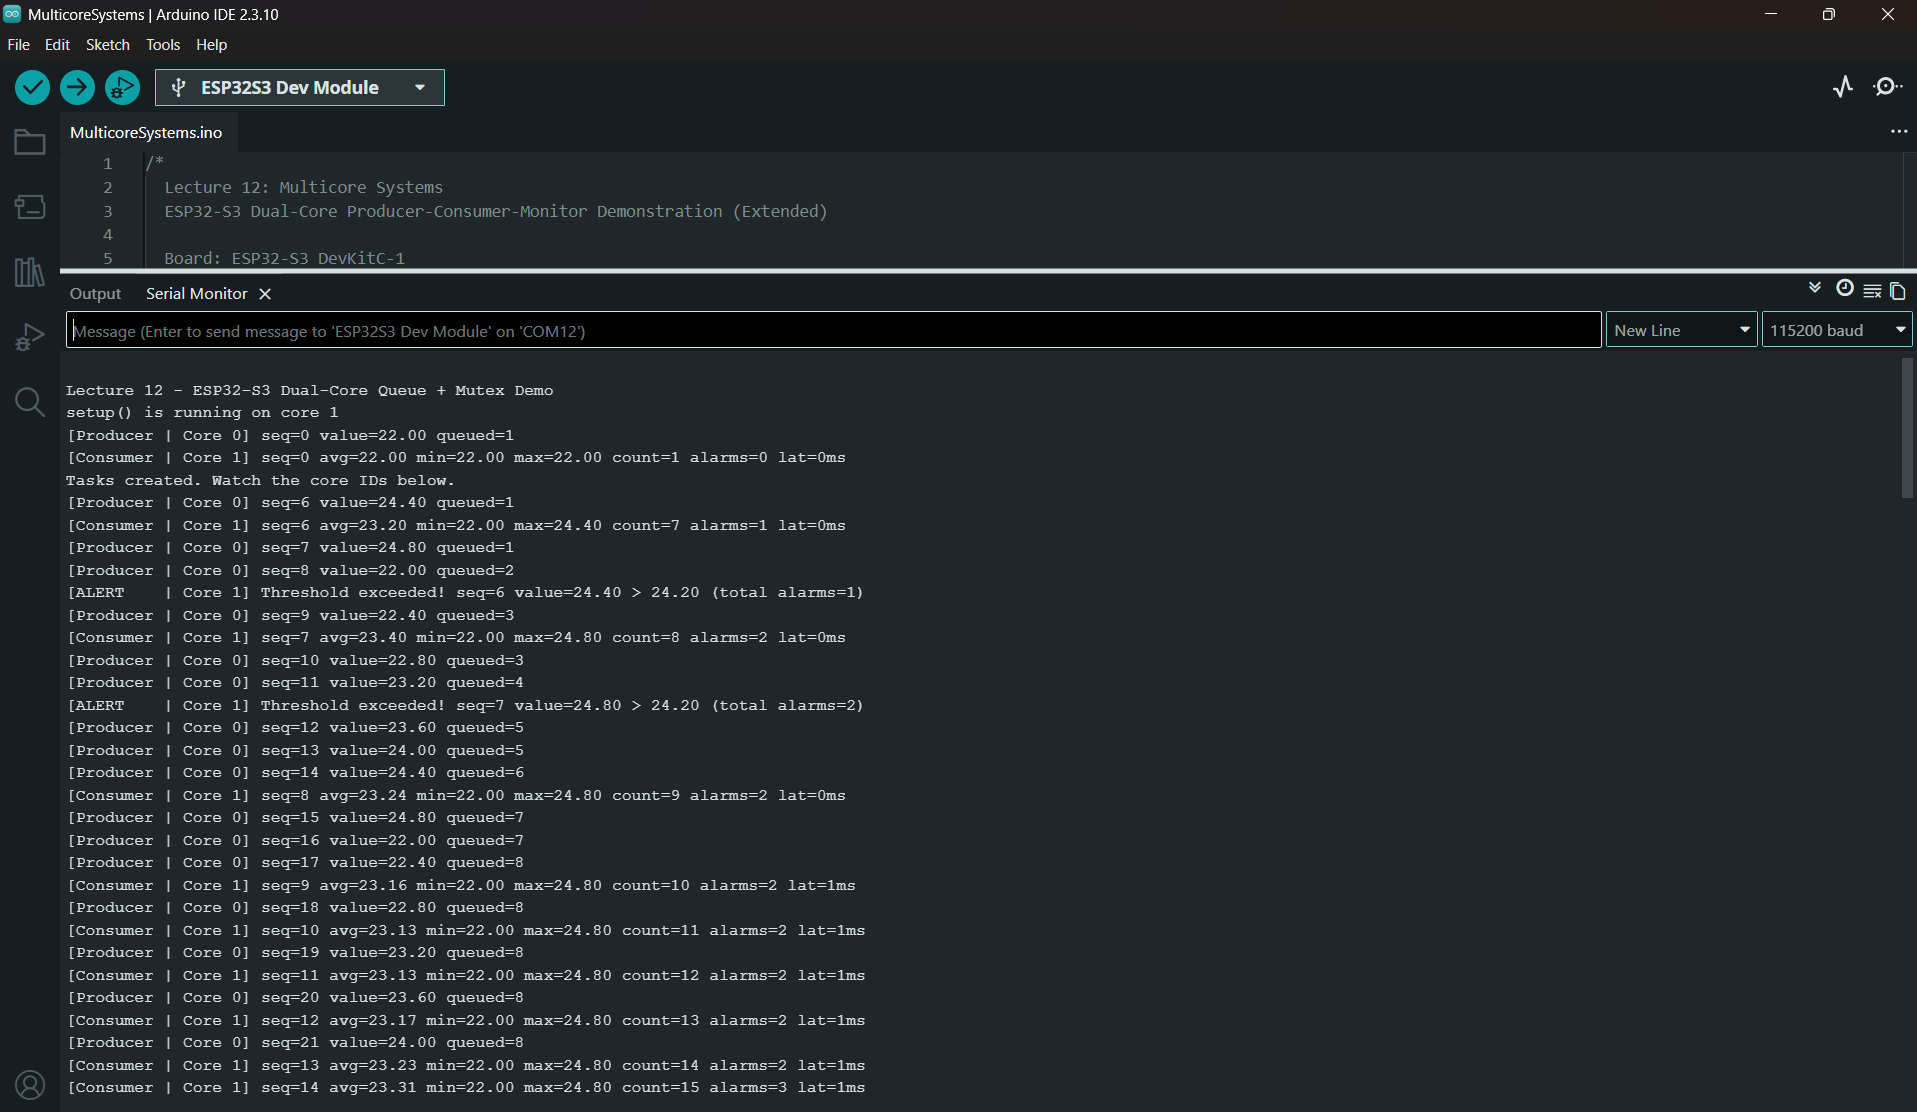 MulticoreSystems | Arduino IDE 2.3.10
File Edit Sketch Tools Help
ESP32S3 Dev Module
MulticoreSystems.ino
1 /*
2 Lecture 12: Multicore Systems
3 ESP32-S3 Dual-Core Producer-Consumer-Monitor Demonstration (Extended)
4
5 Board: ESP32-S3 DevKitC-1
Output Serial Monitor
Message (Enter to send message to 'ESP32S3 Dev Module' on 'COM12') New Line 115200 baud
Lecture 12 - ESP32-S3 Dual-Core Queue + Mutex Demo
setup() is running on core 1
[Producer | Core 0] seq=0 value=22.00 queued=1
[Consumer | Core 1] seq=0 avg=22.00 min=22.00 max=22.00 count=1 alarms=0 lat=0ms
Tasks created. Watch the core IDs below.
[Producer | Core 0] seq=6 value=24.40 queued=1
[Consumer | Core 1] seq=6 avg=23.20 min=22.00 max=24.40 count=7 alarms=1 lat=0ms
[Producer | Core 0] seq=7 value=24.80 queued=1
[Producer | Core 0] seq=8 value=22.00 queued=2
[ALERT    | Core 1] Threshold exceeded! seq=6 value=24.40 > 24.20 (total alarms=1)
[Producer | Core 0] seq=9 value=22.40 queued=3
[Consumer | Core 1] seq=7 avg=23.40 min=22.00 max=24.80 count=8 alarms=2 lat=0ms
[Producer | Core 0] seq=10 value=22.80 queued=3
[Producer | Core 0] seq=11 value=23.20 queued=4
[ALERT    | Core 1] Threshold exceeded! seq=7 value=24.80 > 24.20 (total alarms=2)
[Producer | Core 0] seq=12 value=23.60 queued=5
[Producer | Core 0] seq=13 value=24.00 queued=5
[Producer | Core 0] seq=14 value=24.40 queued=6
[Consumer | Core 1] seq=8 avg=23.24 min=22.00 max=24.80 count=9 alarms=2 lat=0ms
[Producer | Core 0] seq=15 value=24.80 queued=7
[Producer | Core 0] seq=16 value=22.00 queued=7
[Producer | Core 0] seq=17 value=22.40 queued=8
[Consumer | Core 1] seq=9 avg=23.16 min=22.00 max=24.80 count=10 alarms=2 lat=1ms
[Producer | Core 0] seq=18 value=22.80 queued=8
[Consumer | Core 1] seq=10 avg=23.13 min=22.00 max=24.80 count=11 alarms=2 lat=1ms
[Producer | Core 0] seq=19 value=23.20 queued=8
[Consumer | Core 1] seq=11 avg=23.13 min=22.00 max=24.80 count=12 alarms=2 lat=1ms
[Producer | Core 0] seq=20 value=23.60 queued=8
[Consumer | Core 1] seq=12 avg=23.17 min=22.00 max=24.80 count=13 alarms=2 lat=1ms
[Producer | Core 0] seq=21 value=24.00 queued=8
[Consumer | Core 1] seq=13 avg=23.23 min=22.00 max=24.80 count=14 alarms=2 lat=1ms
[Consumer | Core 1] seq=14 avg=23.31 min=22.00 max=24.80 count=15 alarms=3 lat=1ms